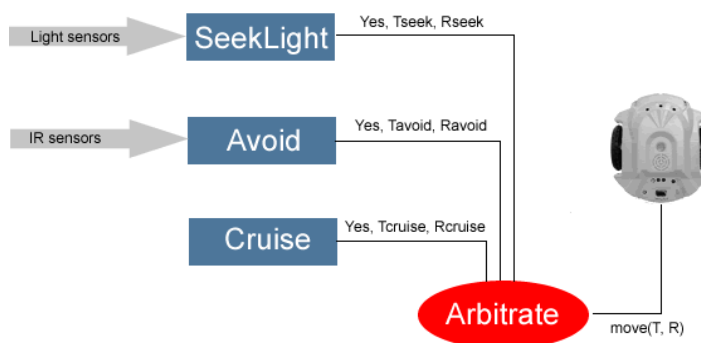 Light sensors
SeekLight
Yes, Tseek, Rseek
IR sensors
Avoid
Yes, Tavoid, Ravoid
Cruise
Yes, Tcruise, Rcruise
Arbitrate
move(T, R)